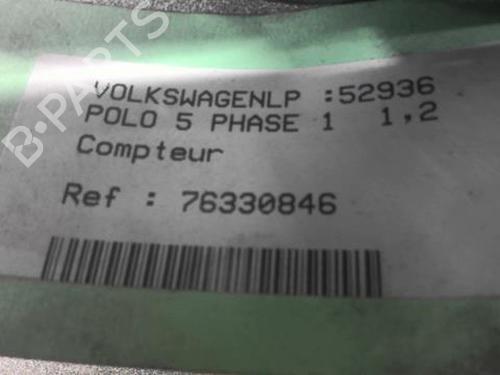 B-PARTS
VOLKSWAGENLP :52936
POLO 5 PHASE 1 1,2
Compteur
Ref : 76330846